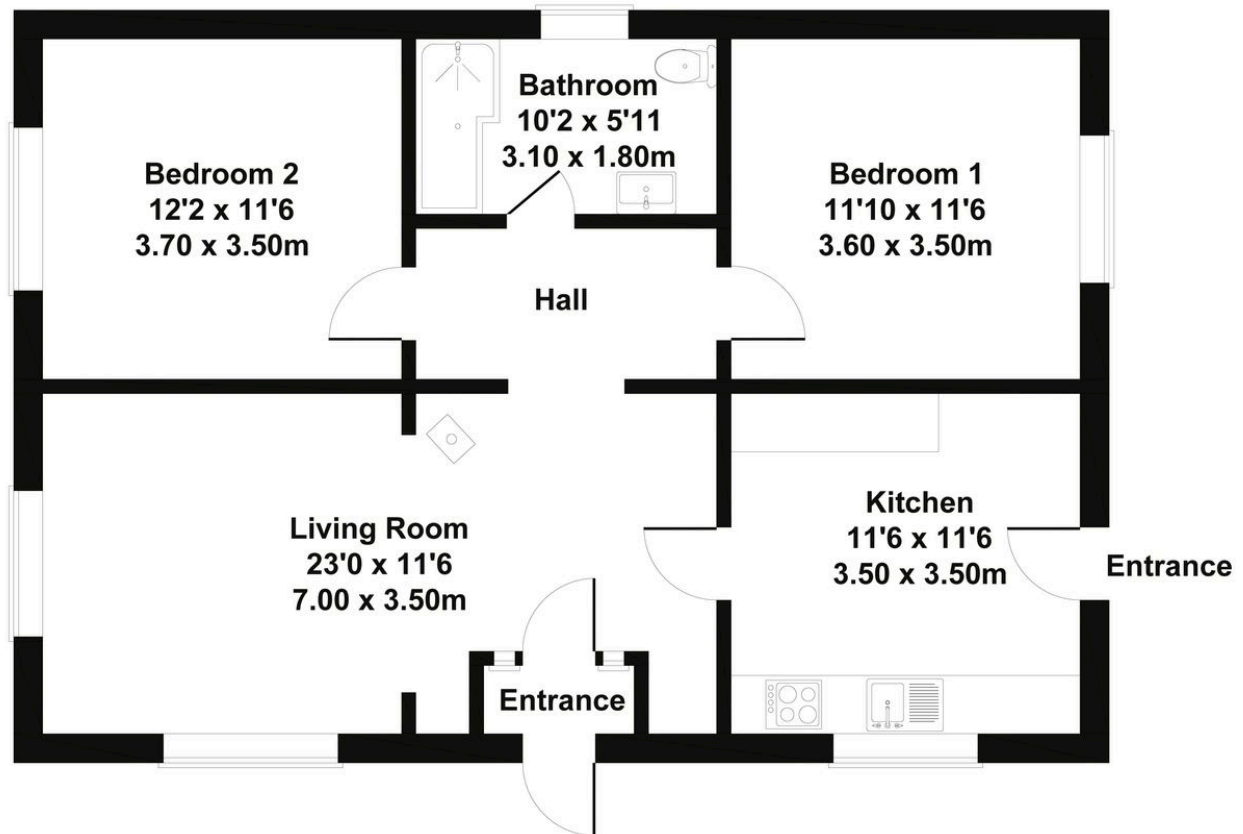 Bathroom
10'2 x 5'11
3.10 x 1.80m
Bedroom 2
12'2 x 11'6
3.70 x 3.50m
Bedroom 1
11'10 x 11'6
3.60 x 3.50m
Hall
Living Room
23'0 x 11'6
7.00 x 3.50m
Kitchen
11'6 x 11'6
3.50 x 3.50m
Entrance
Entrance